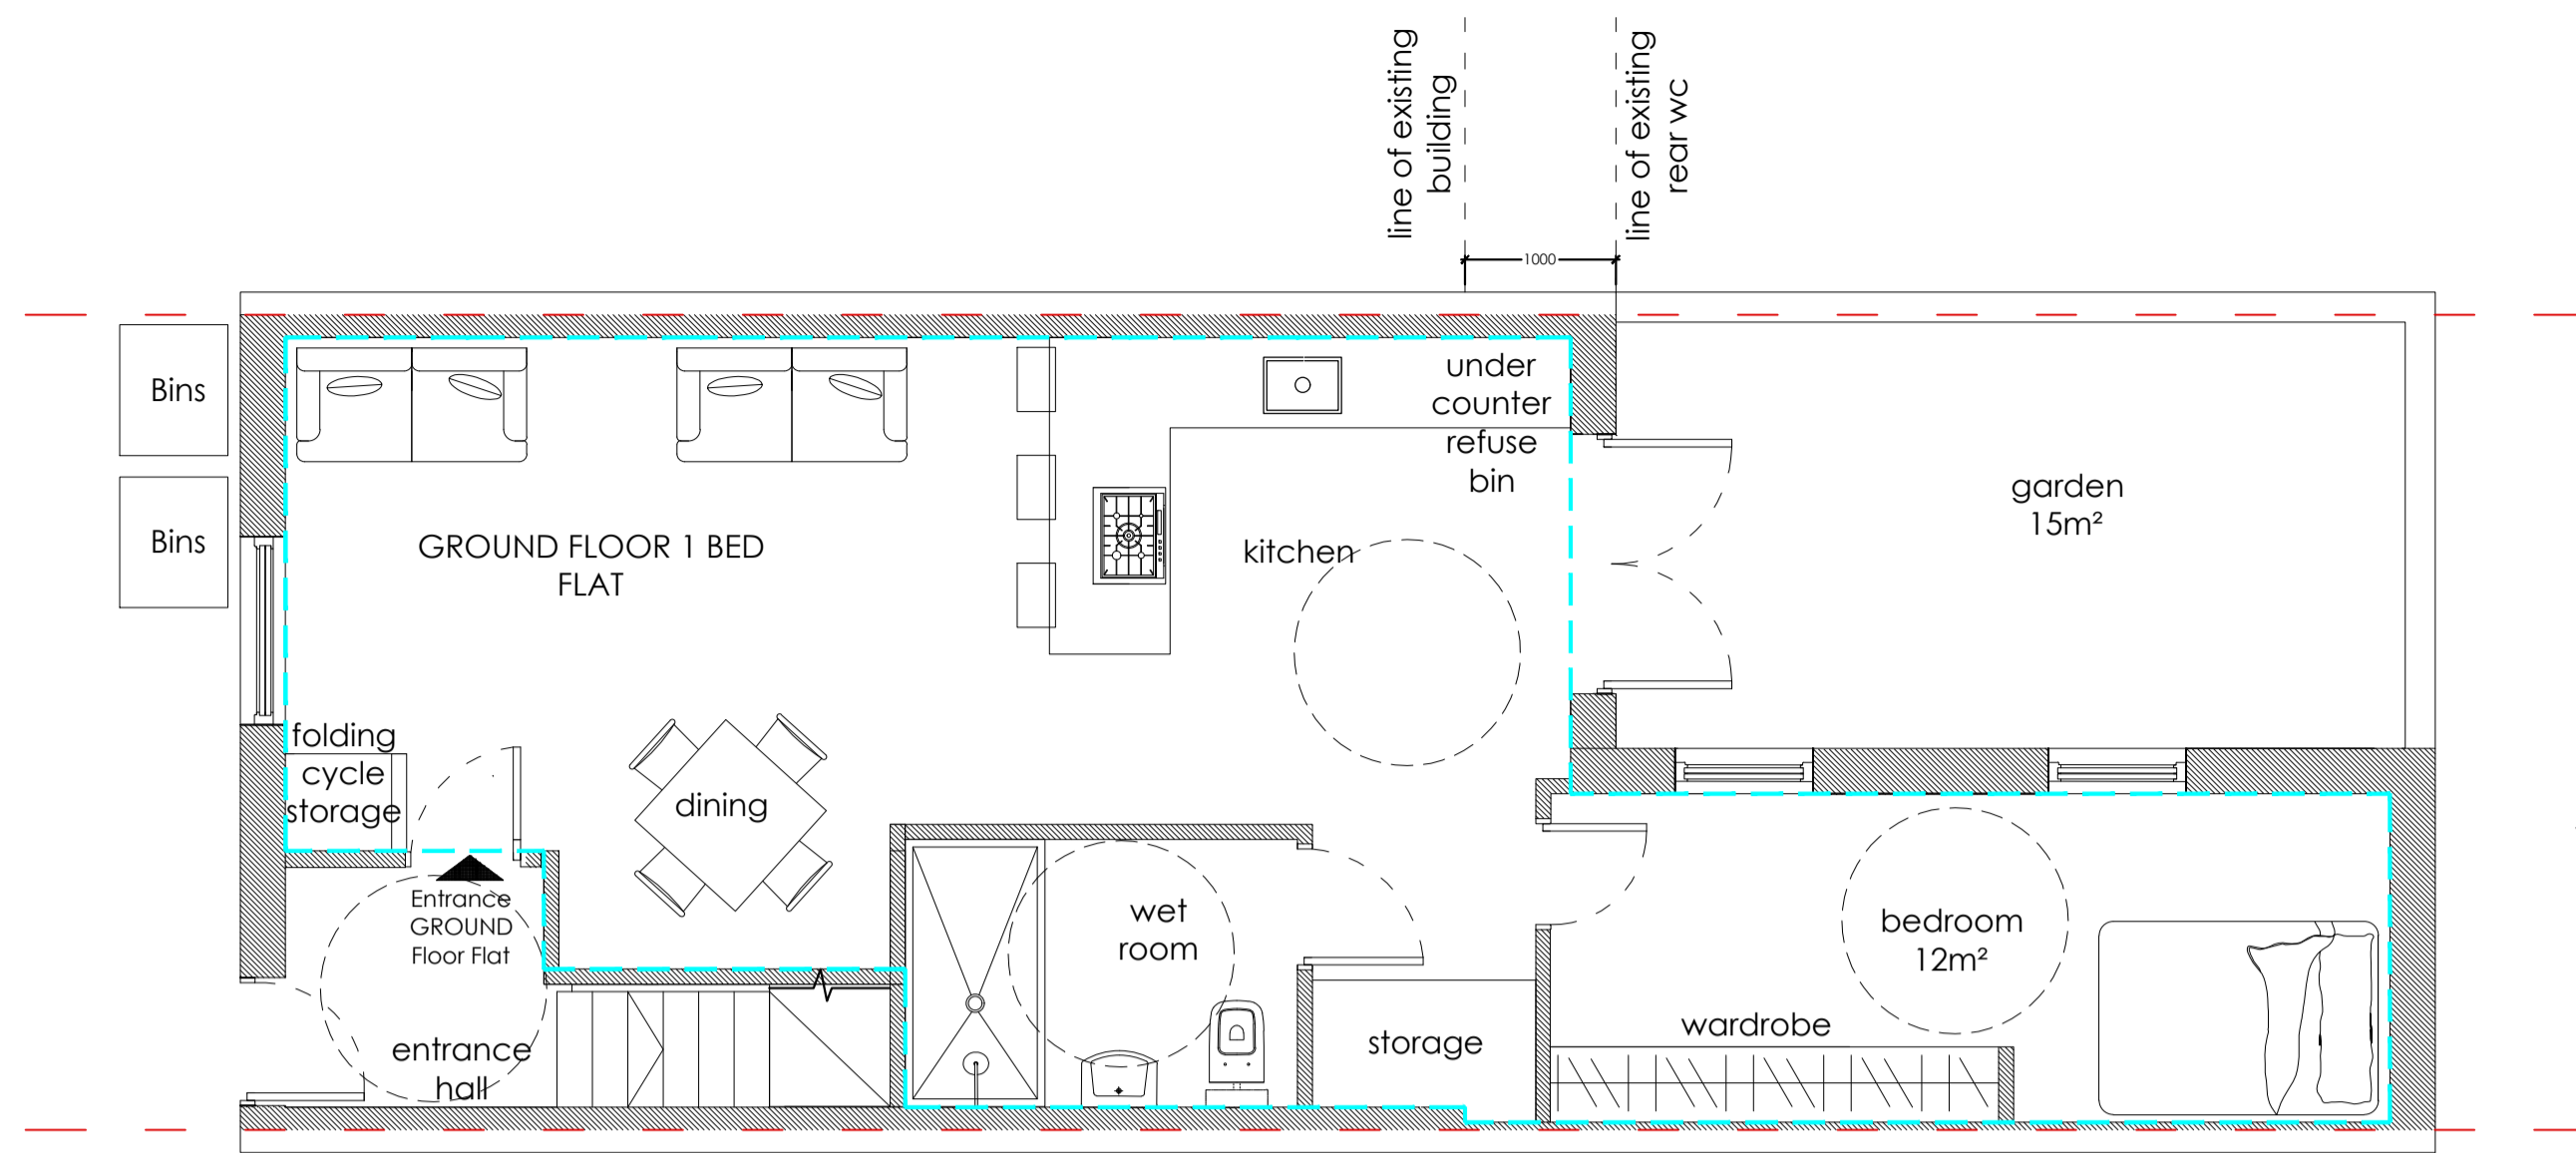 line of existing
building
line of existing
rear wc
1000
Bins
Bins
GROUND FLOOR 1 BED
FLAT
under
counter
refuse
bin
kitchen
garden
15m²
folding
cycle
storage
dining
Entrance
GROUND
Floor Flat
entrance
hall
wet
room
storage
bedroom
12m²
wardrobe